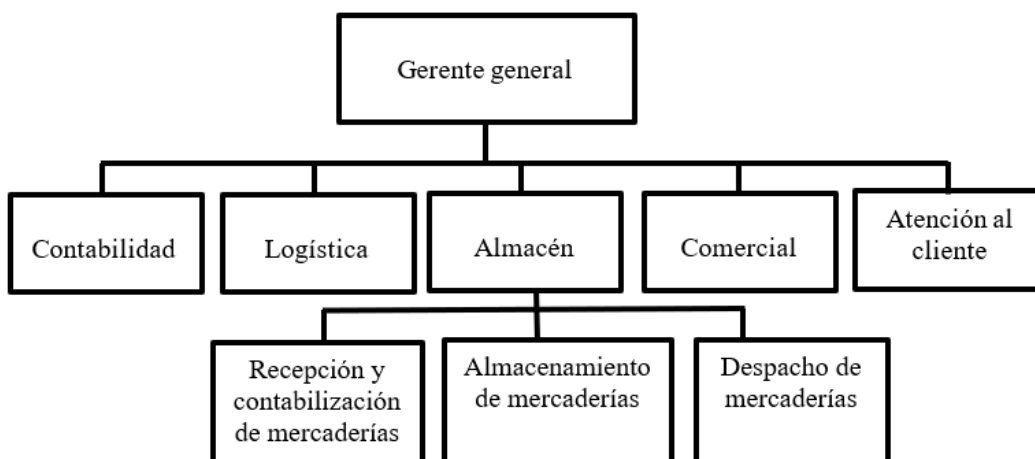 Gerente general
Contabilidad
Logística
Almacén
Comercial
Atención al
cliente
Recepción y
contabilización
de mercaderías
Almacenamiento
de mercaderías
Despacho de
mercaderías